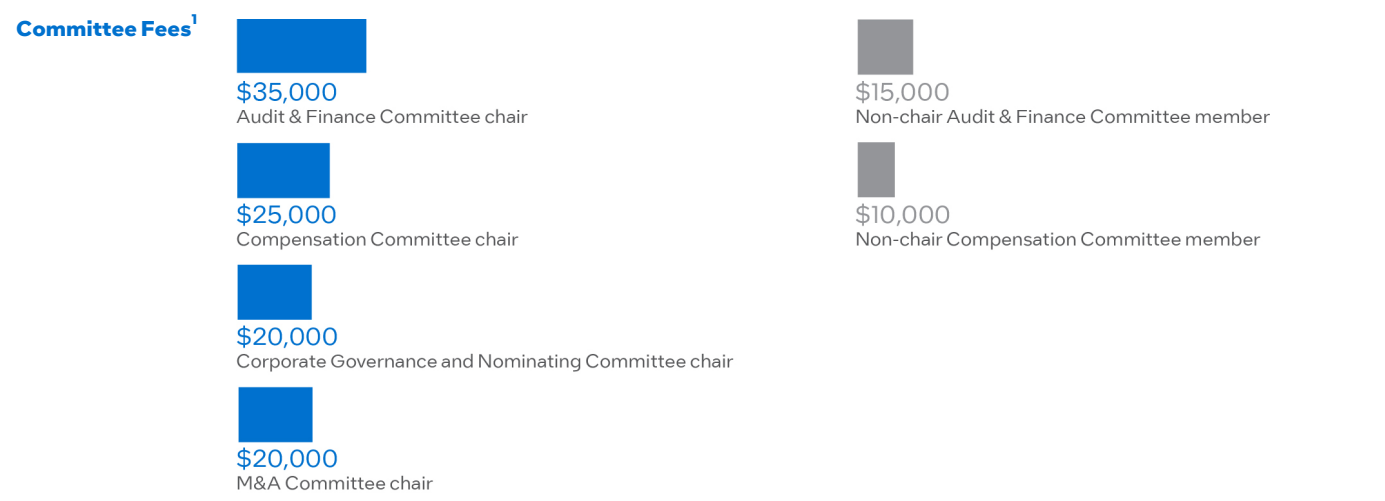 Committee Fees¹
$35,000
Audit & Finance Committee chair
$15,000
Non-chair Audit & Finance Committee member
$25,000
Compensation Committee chair
$10,000
Non-chair Compensation Committee member
$20,000
Corporate Governance and Nominating Committee chair
$20,000
M&A Committee chair